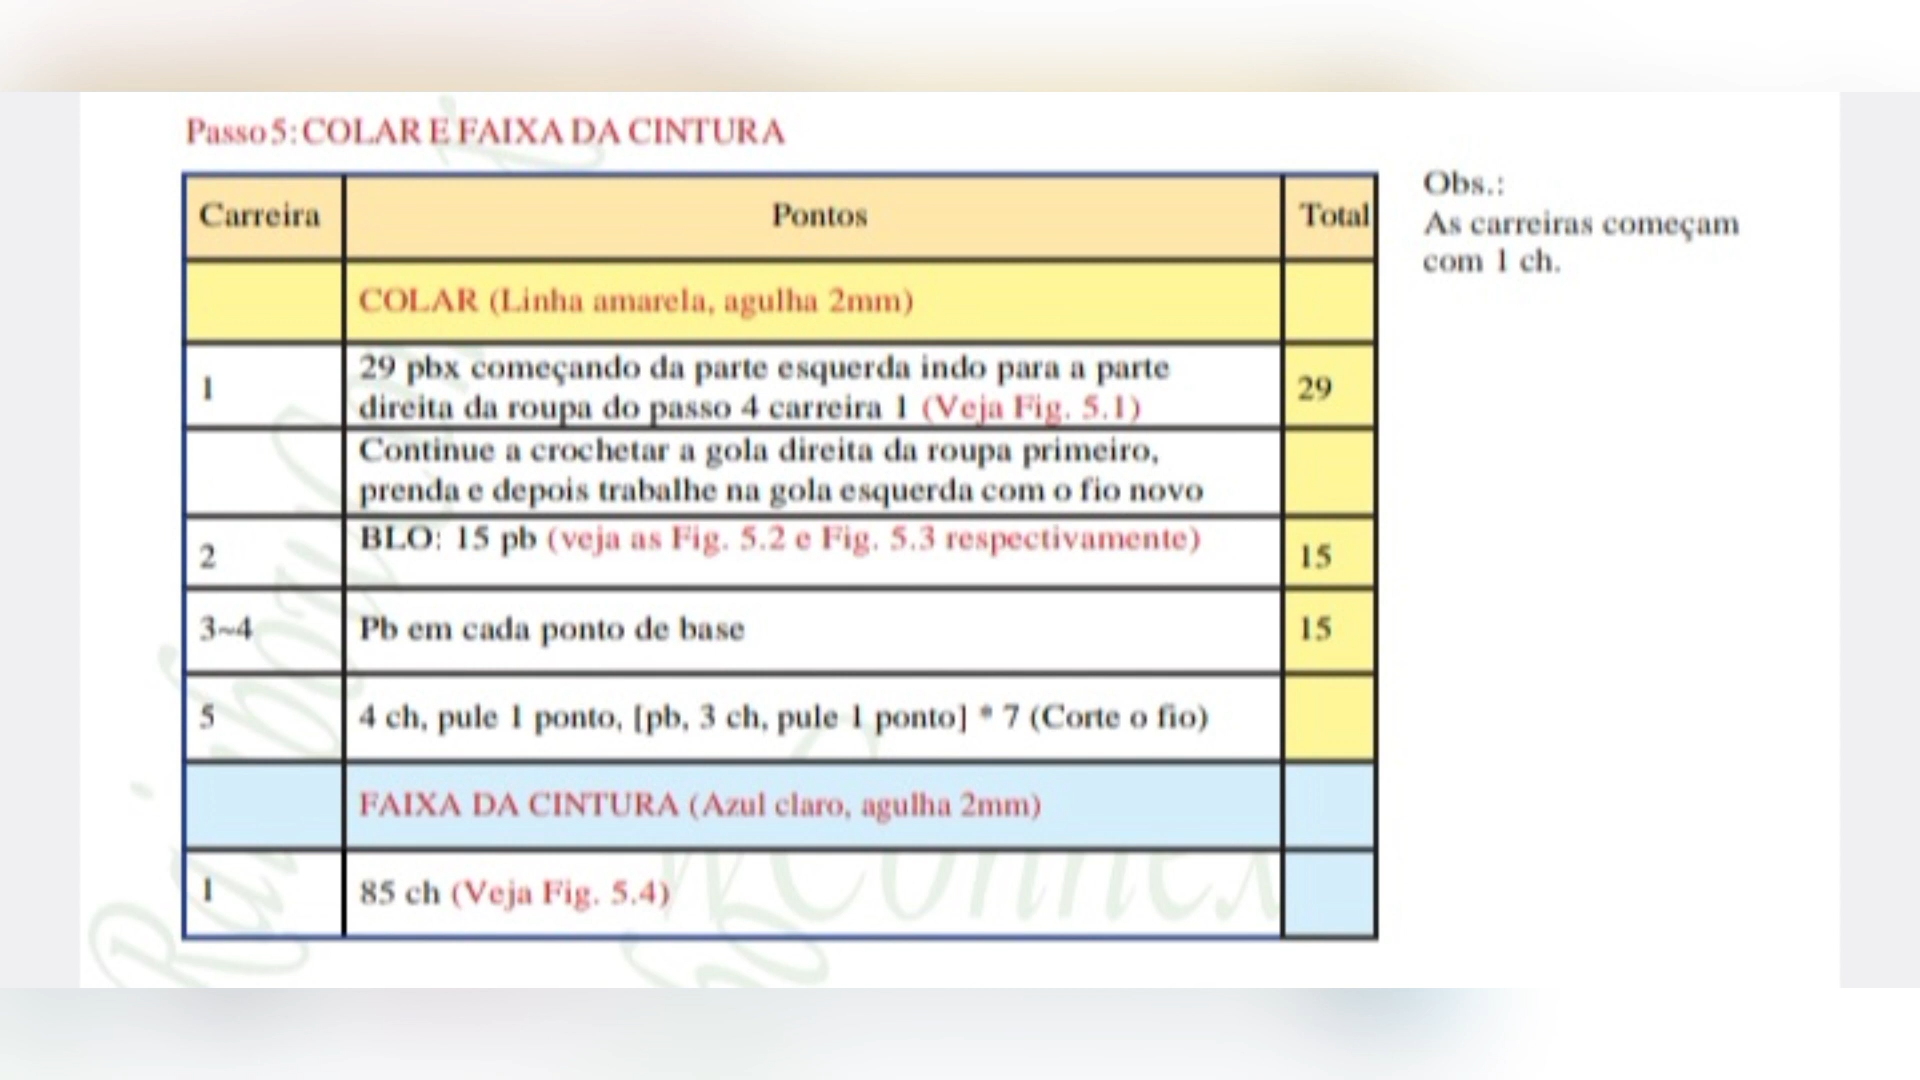 Passo 5: COLAR E FAIXA DA CINTURA
Carreira Pontos Total
COLAR (Linha amarela, agulha 2mm)
1 29 pbx começando da parte esquerda indo para a parte
direita da roupa do passo 4 carreira 1 (Veja Fig. 5.1) 29
Continue a crochetar a gola direita da roupa primeiro,
prenda e depois trabalhe na gola esquerda com o fio novo
2 BLO: 15 pb (veja as Fig. 5.2 e Fig. 5.3 respectivamente) 15
3~4 Pb em cada ponto de base 15
5 4 ch, pule 1 ponto, [pb, 3 ch, pule 1 ponto] * 7 (Corte o fio)
FAIXA DA CINTURA (Azul claro, agulha 2mm)
1 85 ch (Veja Fig. 5.4)
Obs.:
As carreiras começam
com 1 ch.